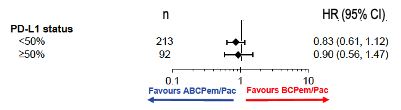 n HR (95% CI)
PD-L1 status
<50% 213 0.83 (0.61, 1.12)
≥50% 92 0.90 (0.56, 1.47)
0.1 1 10
Favours ABCPem/Pac Favours BCPem/Pac